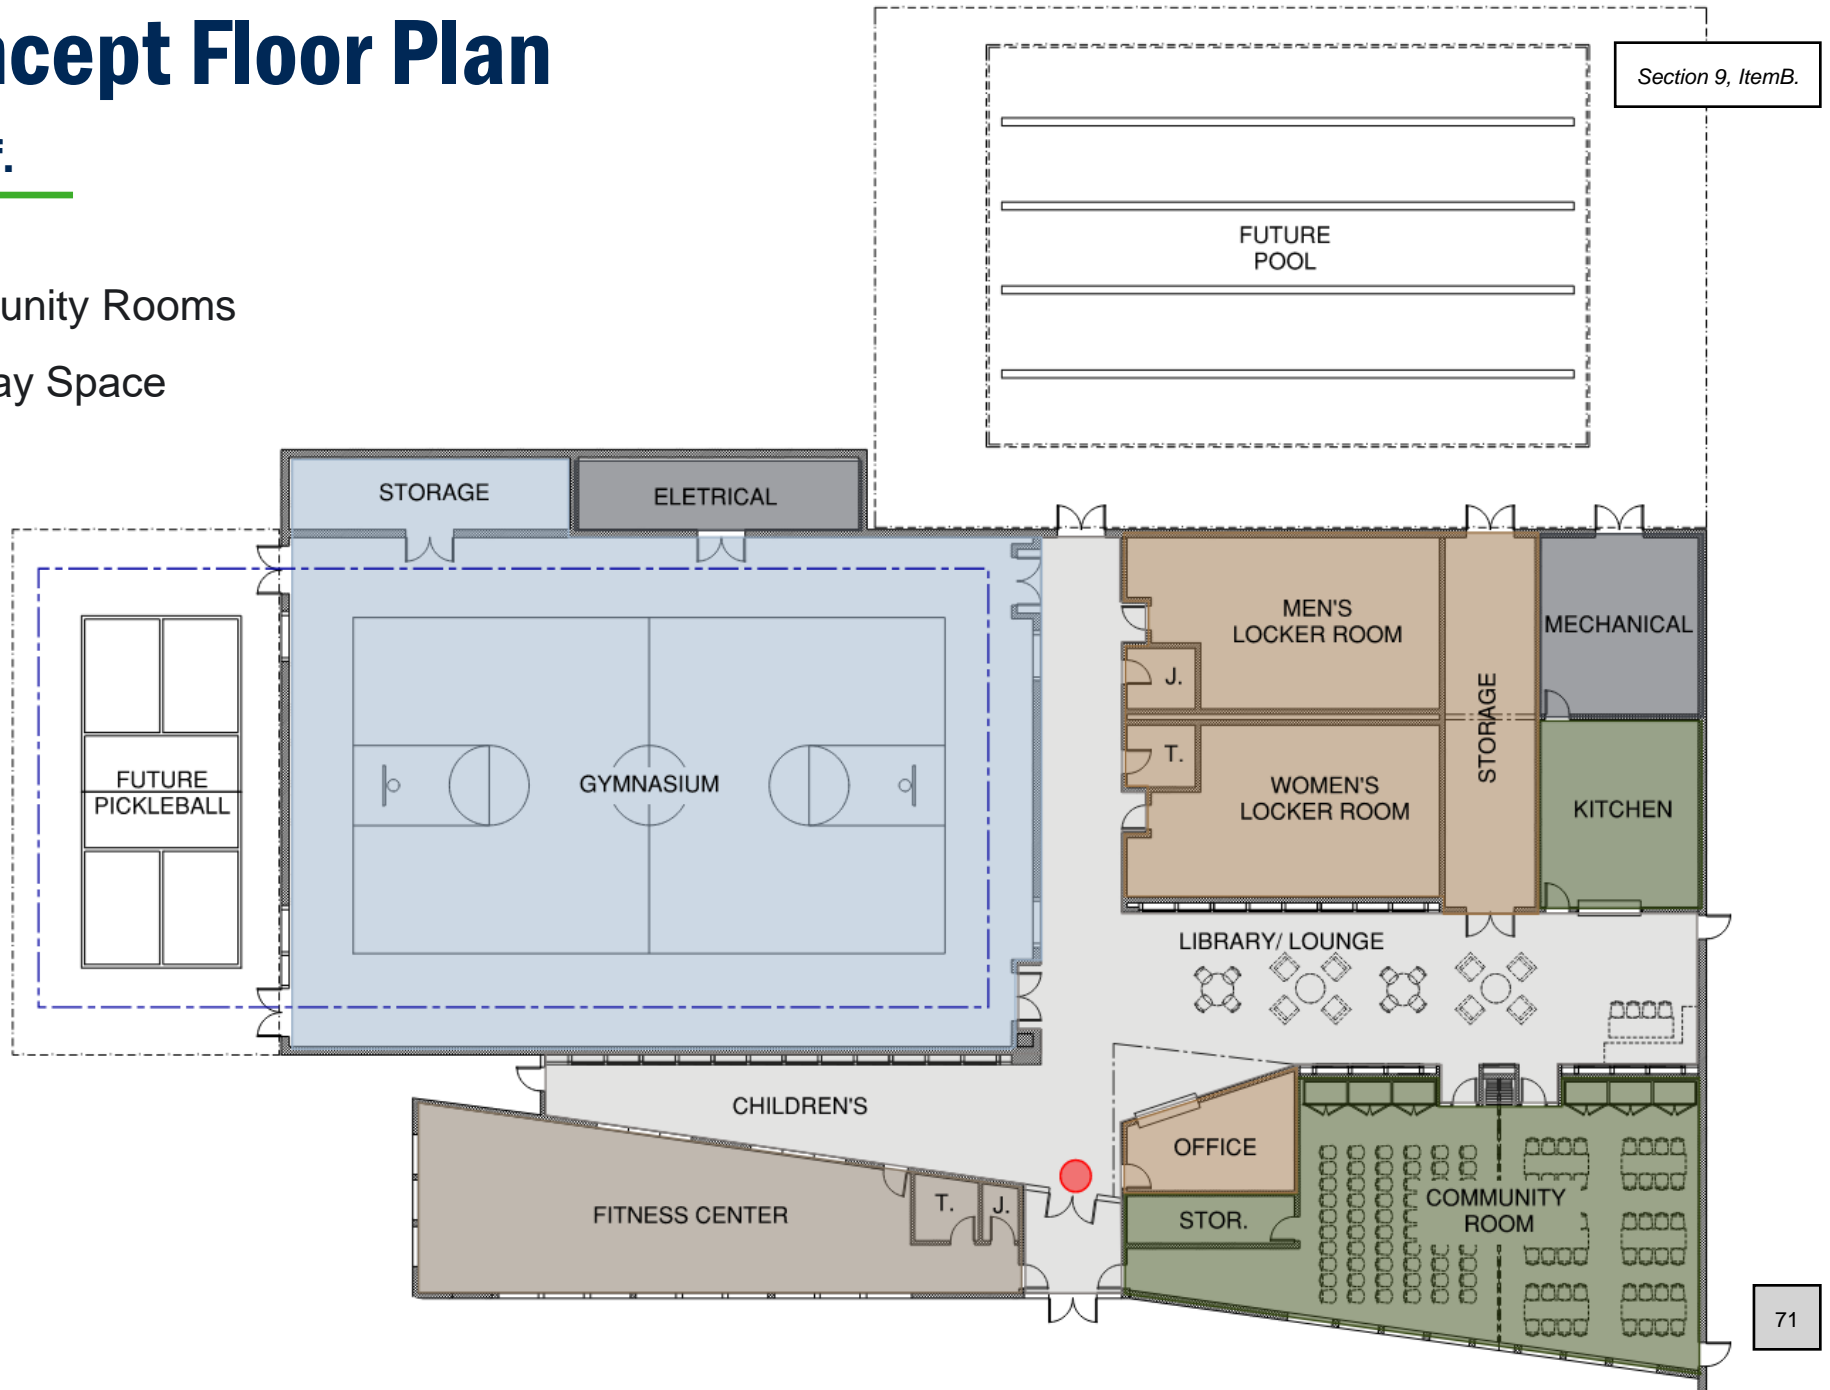 ncept Floor Plan
f.
unity Rooms
ay Space
Section 9, ItemB.
FUTURE
POOL
STORAGE
ELETRICAL
MEN'S
LOCKER ROOM
MECHANICAL
J.
STORAGE
T.
GYMNASIUM
FUTURE
PICKLEBALL
WOMEN'S
LOCKER ROOM
KITCHEN
LIBRARY/ LOUNGE
CHILDREN'S
OFFICE
FITNESS CENTER
T.
J.
STOR.
COMMUNITY
ROOM
71